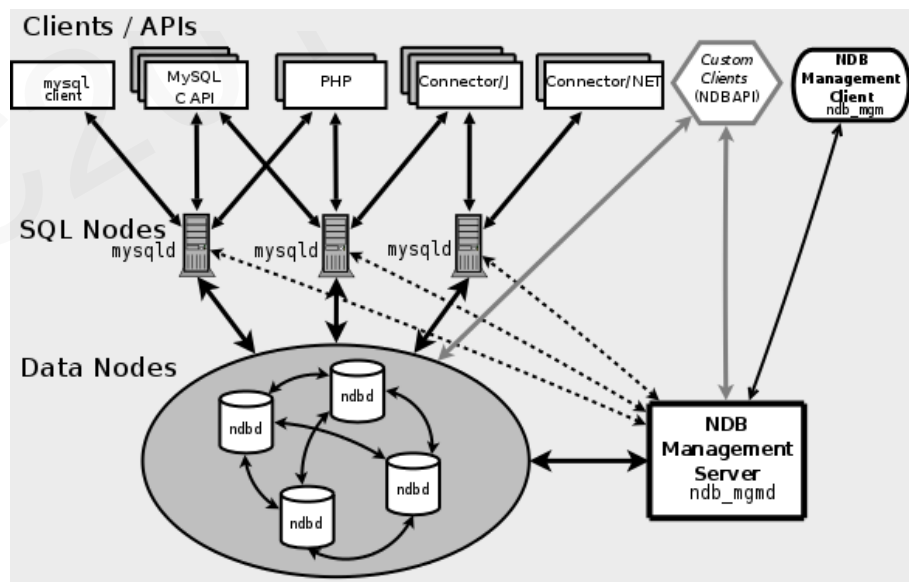 Clients / APIs
mysql
client
MySQL
C API
PHP
Connector/J
Connector/NET
Custom
Clients
(NDBAPI)
NDB
Management
Client
ndb_mgm
SQL Nodes
mysqld
mysqld
mysqld
Data Nodes
ndbd
ndbd
ndbd
ndbd
NDB
Management
Server
ndb_mgmd